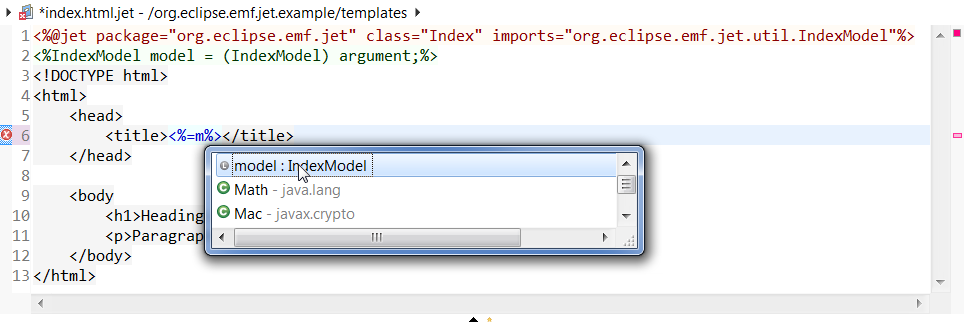 *index.html.jet - /org.eclipse.emf.jet.example/templates
1 <%@jet package="org.eclipse.emf.jet" class="Index" imports="org.eclipse.emf.jet.util.IndexModel"%>
2 <%IndexModel model = (IndexModel) argument;%>
3 <!DOCTYPE html>
4 <html>
5 <head>
6 <title><%=m%></title>
7 </head>
8
9 <body
10 <h1>Heading
11 <p>Paragrap
12 </body>
13 </html>
L model : IndexModel
C Math - java.lang
C Mac - javax.crypto